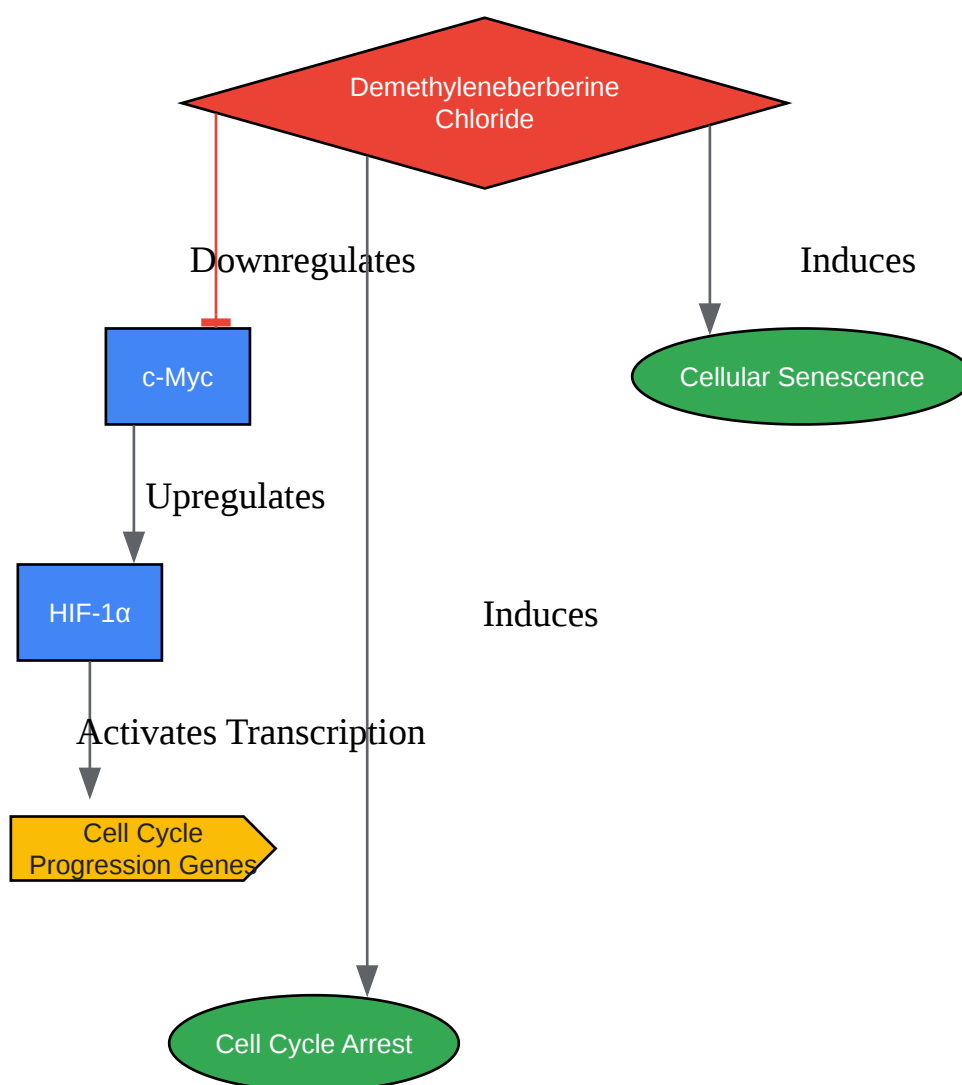 Demethyleneberberine
Chloride
Downregulates
Induces
c-Myc
Cellular Senescence
Upregulates
HIF-1α
Induces
Activates Transcription
Cell Cycle
Progression Genes
Cell Cycle Arrest